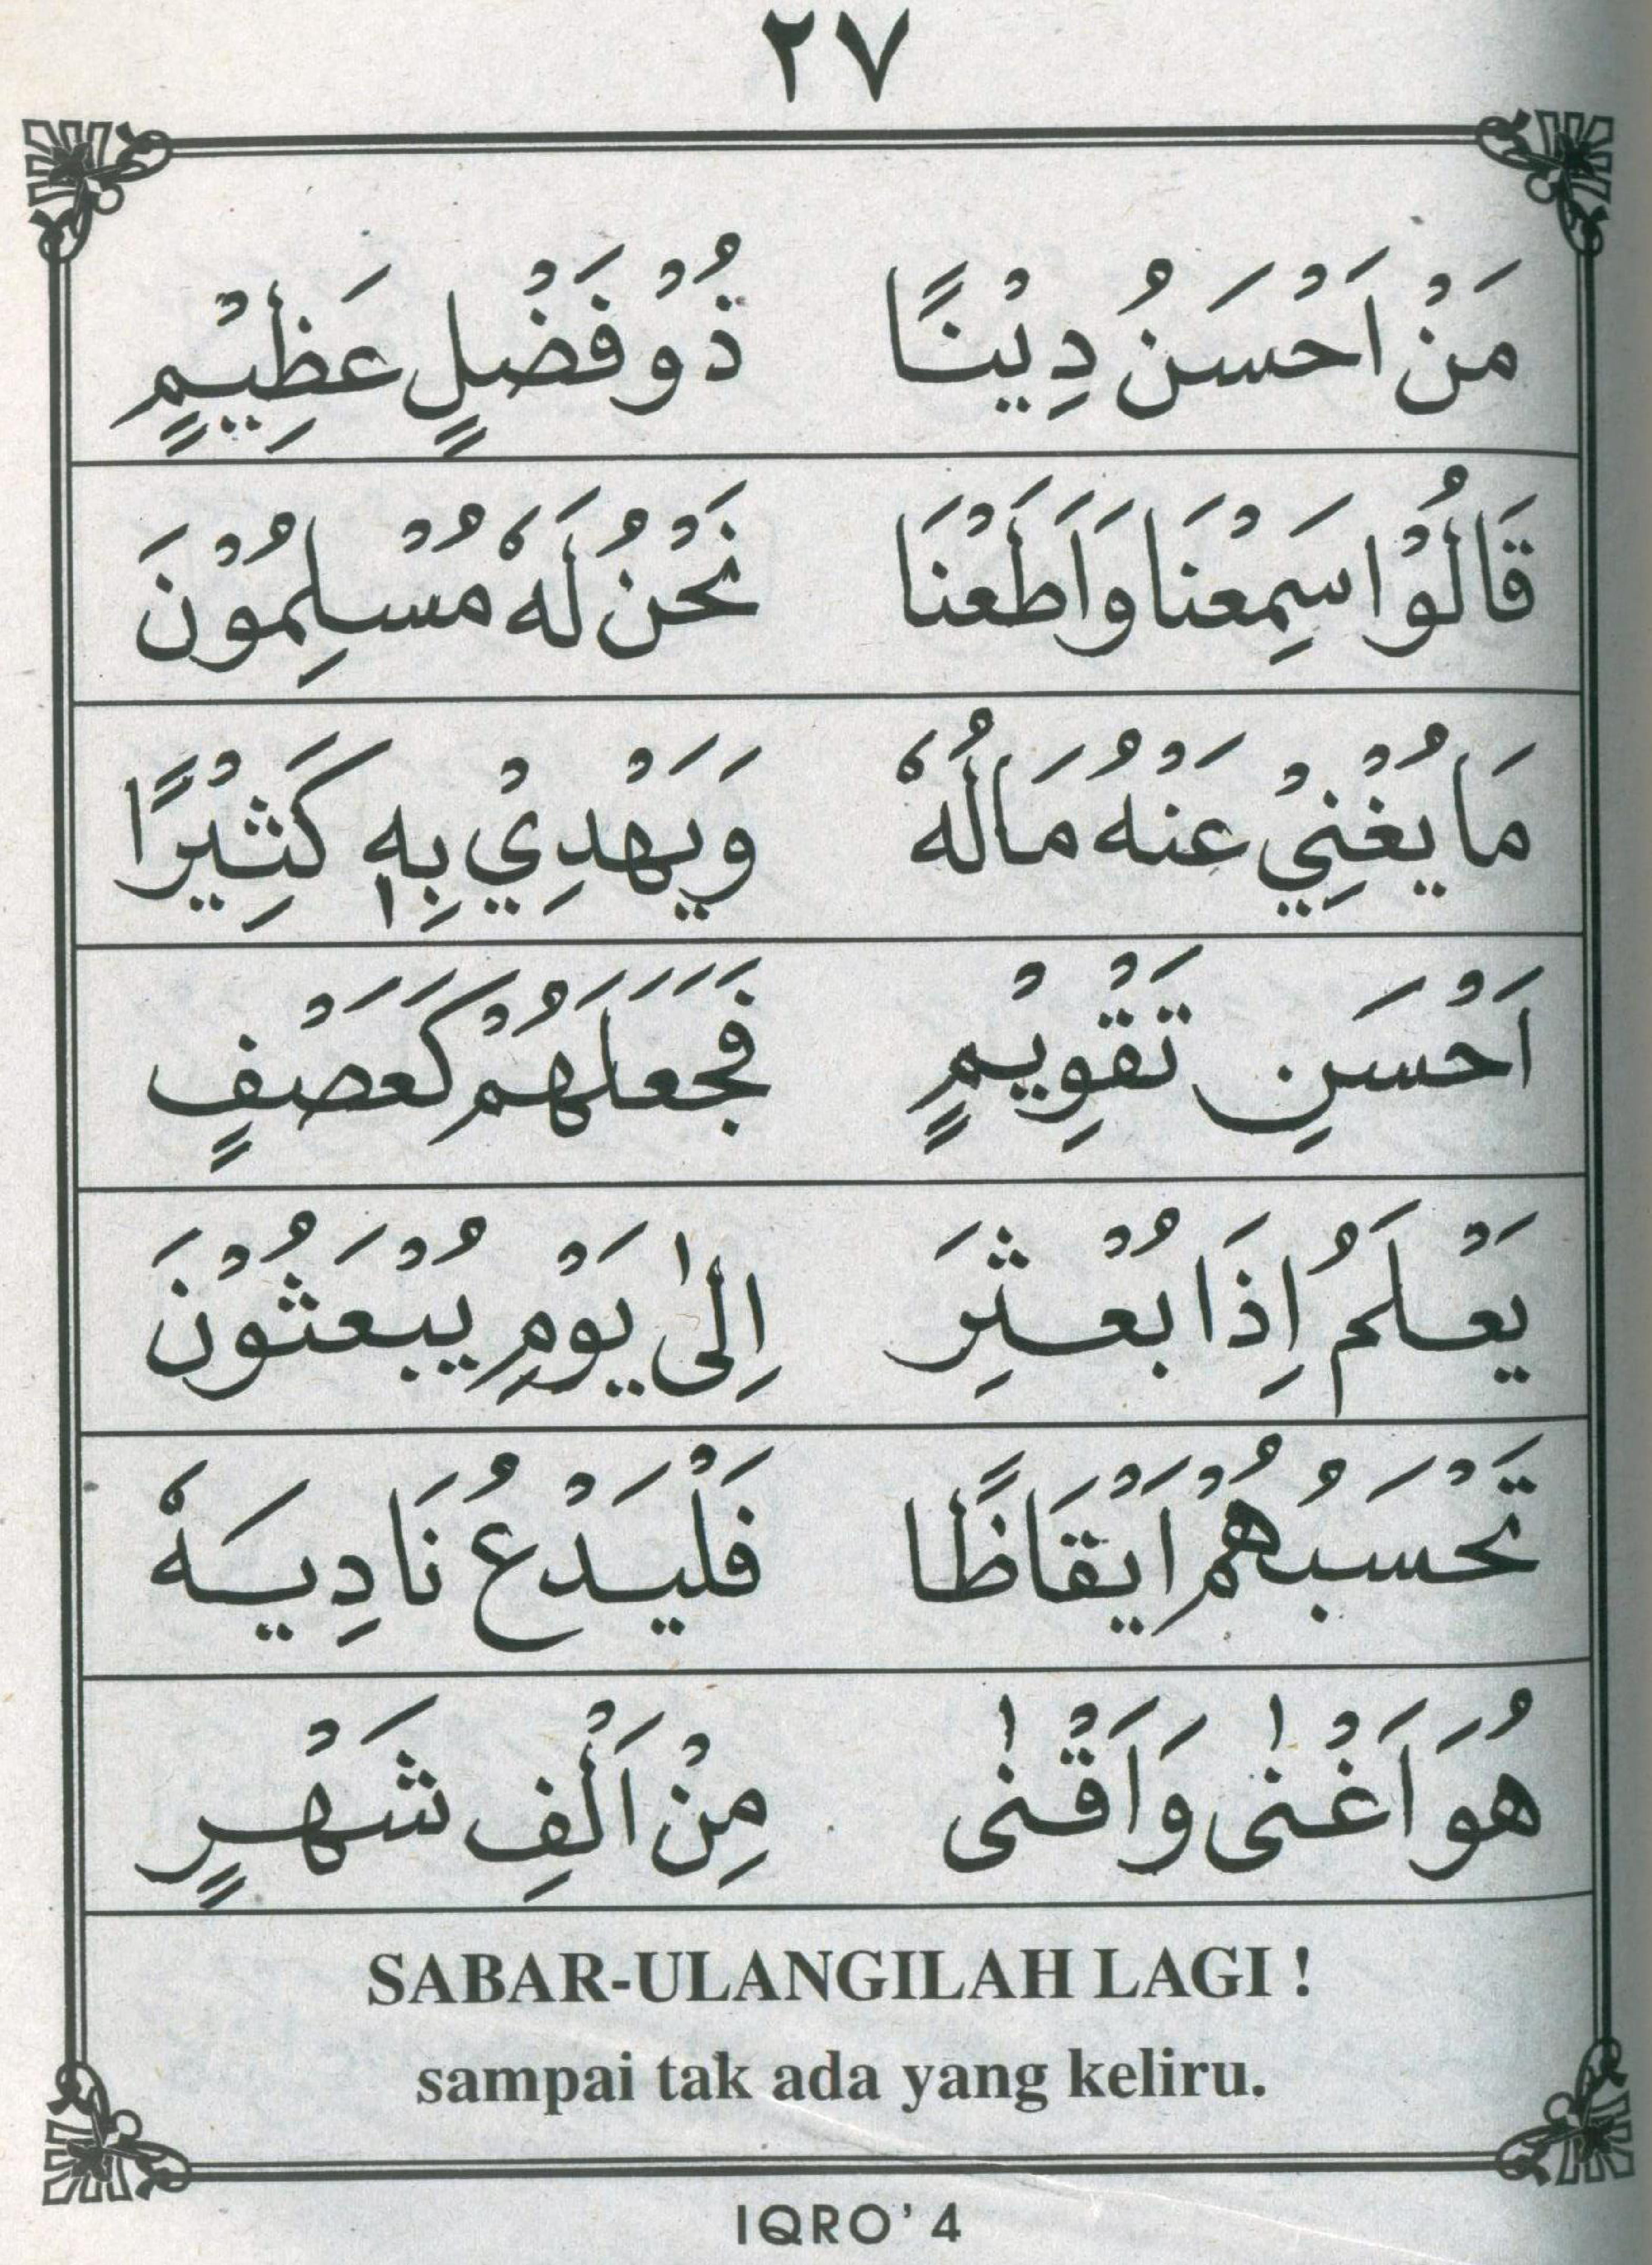 ٢٧
مَنْ اَحْسَنُ دِيْنًا ذُوْ فَضْلٍ عَظِيْمٍ
قَالُوْا سَمِعْنَا وَاَطَعْنَا نَحْنُ لَهٗ مُسْلِمُوْنَ
مَا يُغْنِيْ عَنْهُ مَالُهٗ وَيَهْدِيْ بِهٖ كَثِيْرًا
اَحْسَنِ تَقْوِيْمٍ فَجَعَلَهُمْ كَعَصْفٍ
يَعْلَمُ اِذَا بُعْثِرَ اِلٰى يَوْمِ يُبْعَثُوْنَ
تَحْسَبُهُمْ اَيْقَاظًا فَلْيَدْعُ نَادِيَهٗ
هُوَ اَغْنٰى وَاَقْنٰى مِنْ اَلْفِ شَهْرٍ
SABAR-ULANGILAH LAGI !
sampai tak ada yang keliru.
IQRO' 4